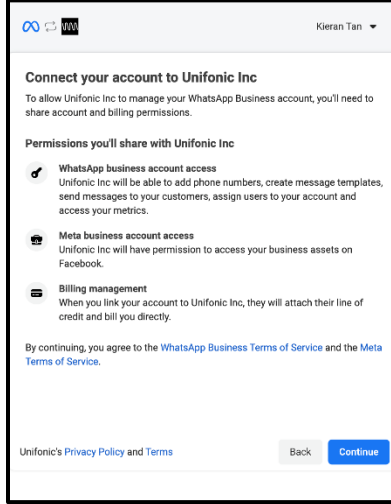 Kieran Tan
Connect your account to Unifonic Inc
To allow Unifonic Inc to manage your WhatsApp Business account, you'll need to
share account and billing permissions.
Permissions you'll share with Unifonic Inc
WhatsApp business account access
Unifonic Inc will be able to add phone numbers, create message templates,
send messages to your customers, assign users to your account and
access your metrics.
Meta business account access
Unifonic Inc will have permission to access your business assets on
Facebook.
Billing management
When you link your account to Unifonic Inc, they will attach their line of
credit and bill you directly.
By continuing, you agree to the WhatsApp Business Terms of Service and the Meta
Terms of Service.
Unifonic's Privacy Policy and Terms
Back
Continue